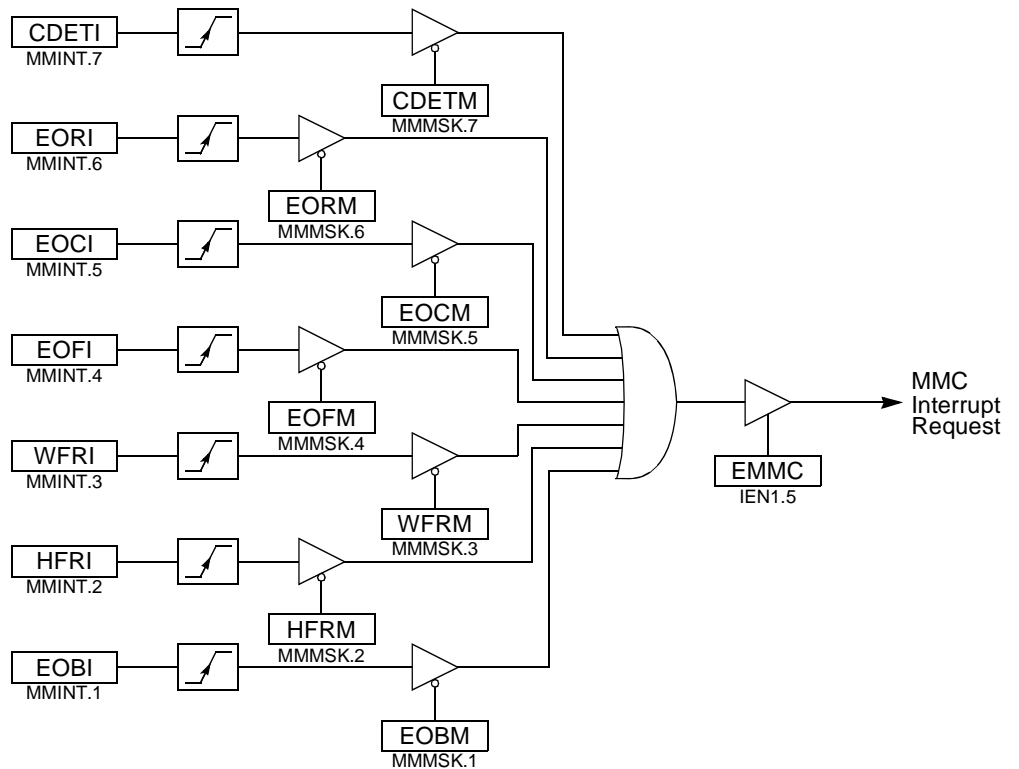 CDETI
MMINT.7
CDETM
MMMSK.7
EORI
MMINT.6
EORM
MMMSK.6
EOCI
MMINT.5
EOCM
MMMSK.5
EOFI
MMINT.4
EOFM
MMMSK.4
WFRI
MMINT.3
WFRM
MMMSK.3
HFRI
MMINT.2
HFRM
MMMSK.2
EOBI
MMINT.1
EOBM
MMMSK.1
EMMC
IEN1.5
MMC
Interrupt
Request